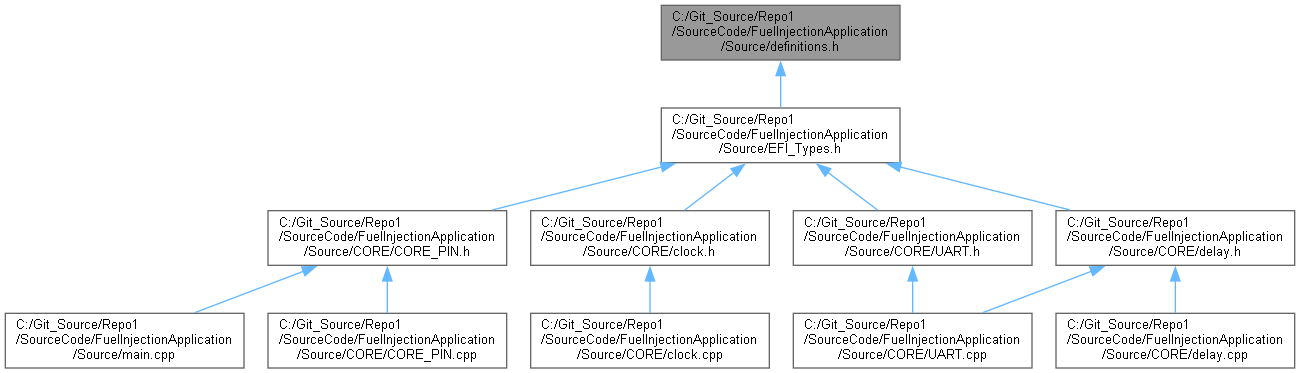 C:/Git_Source/Repo1
/SourceCode/FuelInjectionApplication
/Source/definitions.h
C:/Git_Source/Repo1
/SourceCode/FuelInjectionApplication
/Source/EFI_Types.h
C:/Git_Source/Repo1
/SourceCode/FuelInjectionApplication
/Source/CORE/CORE_PIN.h
C:/Git_Source/Repo1
/SourceCode/FuelInjectionApplication
/Source/CORE/clock.h
C:/Git_Source/Repo1
/SourceCode/FuelInjectionApplication
/Source/CORE/UART.h
C:/Git_Source/Repo1
/SourceCode/FuelInjectionApplication
/Source/CORE/delay.h
C:/Git_Source/Repo1
/SourceCode/FuelInjectionApplication
/Source/main.cpp
C:/Git_Source/Repo1
/SourceCode/FuelInjectionApplication
/Source/CORE/CORE_PIN.cpp
C:/Git_Source/Repo1
/SourceCode/FuelInjectionApplication
/Source/CORE/clock.cpp
C:/Git_Source/Repo1
/SourceCode/FuelInjectionApplication
/Source/CORE/UART.cpp
C:/Git_Source/Repo1
/SourceCode/FuelInjectionApplication
/Source/CORE/delay.cpp